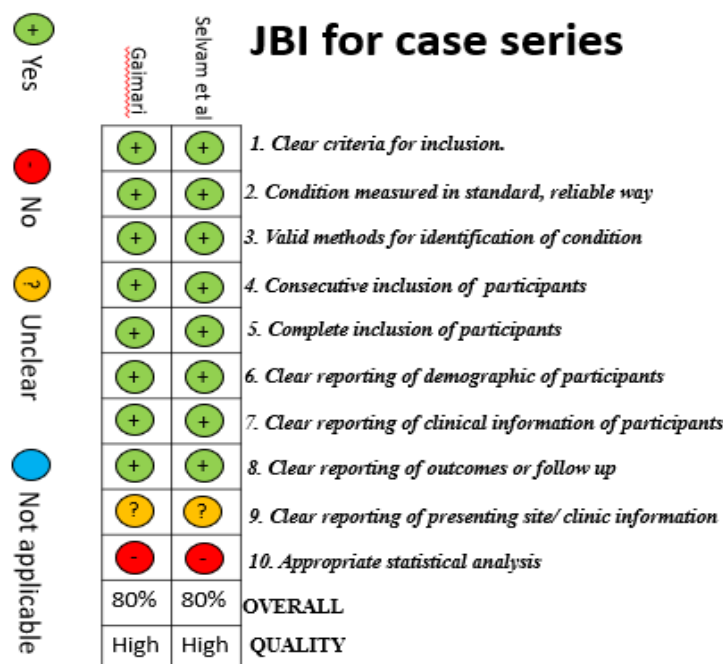 JBI for case series
+ Yes
- No
? Unclear
Not applicable
Gaimari
Selvam et al
+ + 1. Clear criteria for inclusion.
+ + 2. Condition measured in standard, reliable way
+ + 3. Valid methods for identification of condition
+ + 4. Consecutive inclusion of participants
+ + 5. Complete inclusion of participants
+ + 6. Clear reporting of demographic of participants
+ + 7. Clear reporting of clinical information of participants
+ + 8. Clear reporting of outcomes or follow up
? ? 9. Clear reporting of presenting site/ clinic information
- - 10. Appropriate statistical analysis
80% 80% OVERALL
High High QUALITY